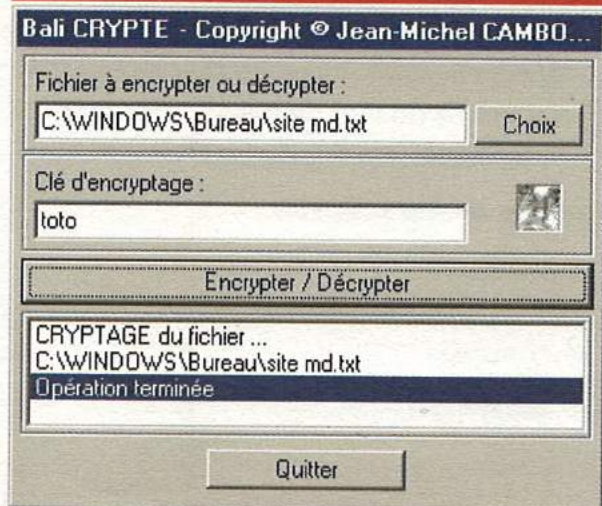 Bali CRYPTE - Copyright © Jean-Michel CAMBO...
Fichier à encrypter ou décrypter :
C:\WINDOWS\Bureau\site md.txt
Choix
Clé d'encryptage :
toto
Encrypter / Décrypter
CRYPTAGE du fichier ...
C:\WINDOWS\Bureau\site md.txt
Opération terminée
Quitter